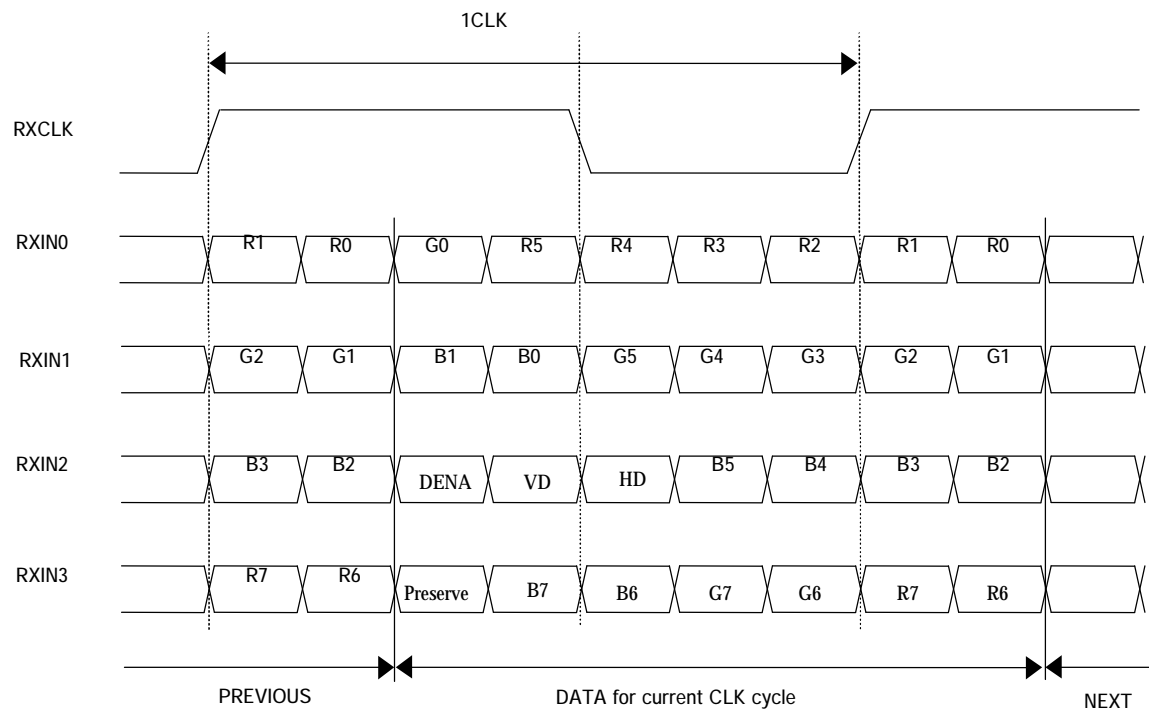 1CLK
RXCLK
RXIN0 R1 R0 G0 R5 R4 R3 R2 R1 R0
RXIN1 G2 G1 B1 B0 G5 G4 G3 G2 G1
RXIN2 B3 B2 DENA VD HD B5 B4 B3 B2
RXIN3 R7 R6 Preserve B7 B6 G7 G6 R7 R6
PREVIOUS DATA for current CLK cycle NEXT